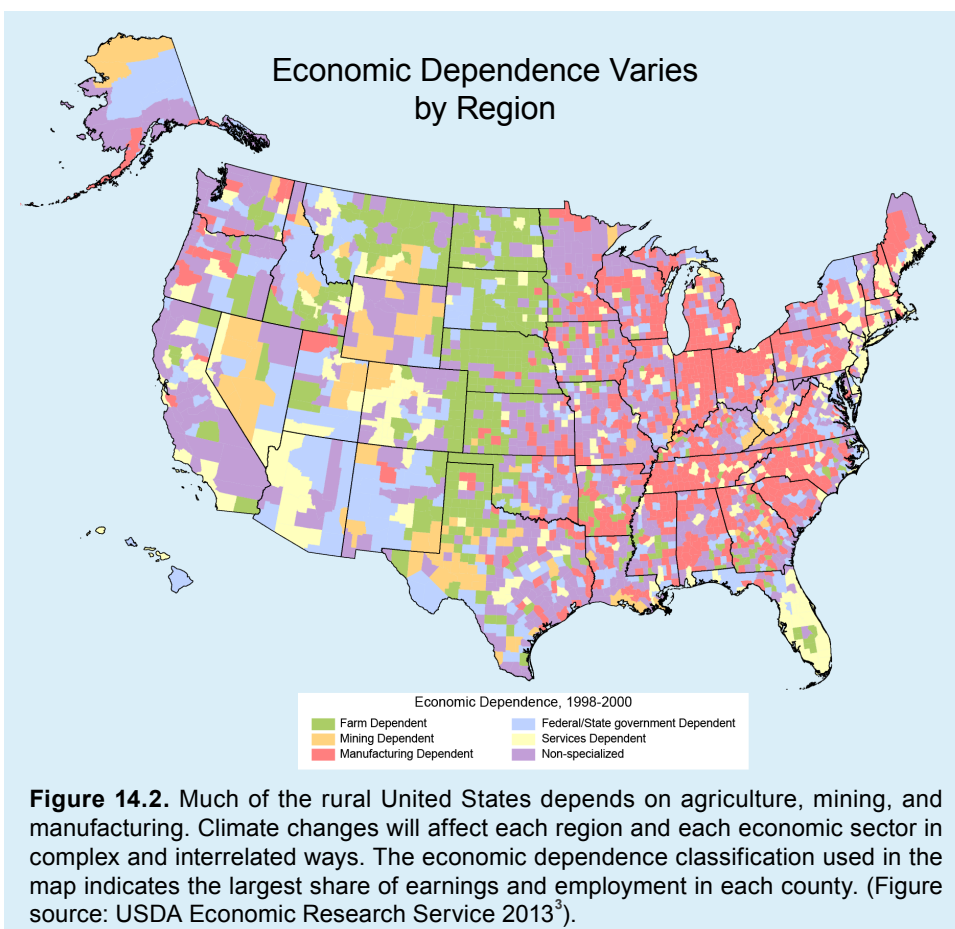 Economic Dependence Varies
by Region
Economic Dependence, 1998-2000
Farm Dependent
Mining Dependent
Manufacturing Dependent
Federal/State government Dependent
Services Dependent
Non-specialized
Figure 14.2. Much of the rural United States depends on agriculture, mining, and
manufacturing. Climate changes will affect each region and each economic sector in
complex and interrelated ways. The economic dependence classification used in the
map indicates the largest share of earnings and employment in each county. (Figure
source: USDA Economic Research Service 2013³).